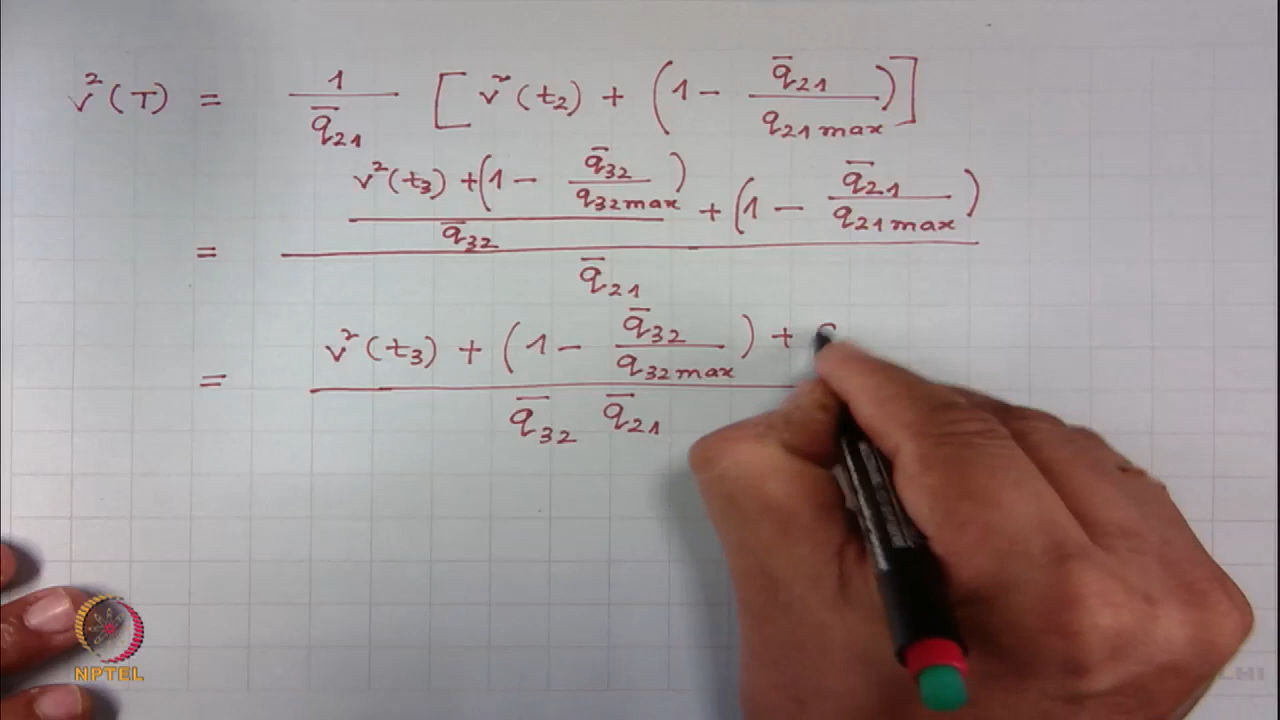 v²(T) = 1/q̄₂₁ [ v²(t₂) + (1 − q̄₂₁/q₂₁max) ]
= ( (v²(t₃) + (1 − q̄₃₂/q₃₂max)) / q̄₃₂ + (1 − q̄₂₁/q₂₁max) ) / q̄₂₁
= ( v²(t₃) + (1 − q̄₃₂/q₃₂max) + ) / q̄₃₂ q̄₂₁
NPTEL